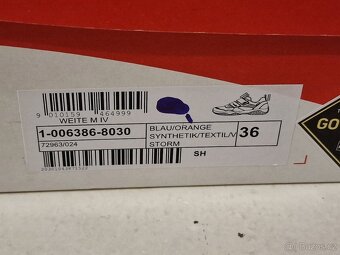 9 010159 464999
WEITE M IV
1-006386-8030
72963/024
BLAU/ORANGE
SYNTHETIK/TEXTIL/V
STORM
36
SH
GO